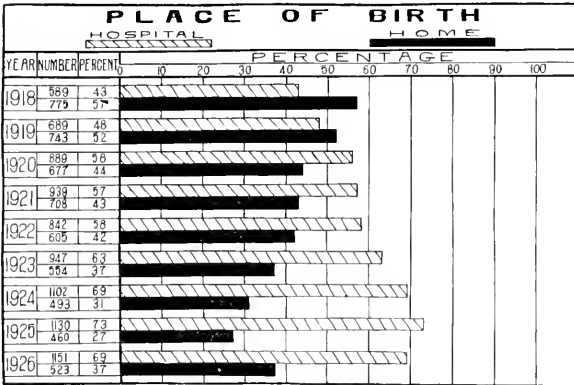 PLACE OF BIRTH
HOSPITAL HOME
YEAR NUMBER PERCENT PERCENTAGE
0 10 20 30 40 50 60 70 80 90 100
1918 589 43
775 57
1919 689 48
743 52
1920 889 56
677 44
1921 939 57
708 43
1922 842 58
605 42
1923 947 63
554 37
1924 1102 69
493 31
1925 1130 73
460 27
1926 1151 69
523 37